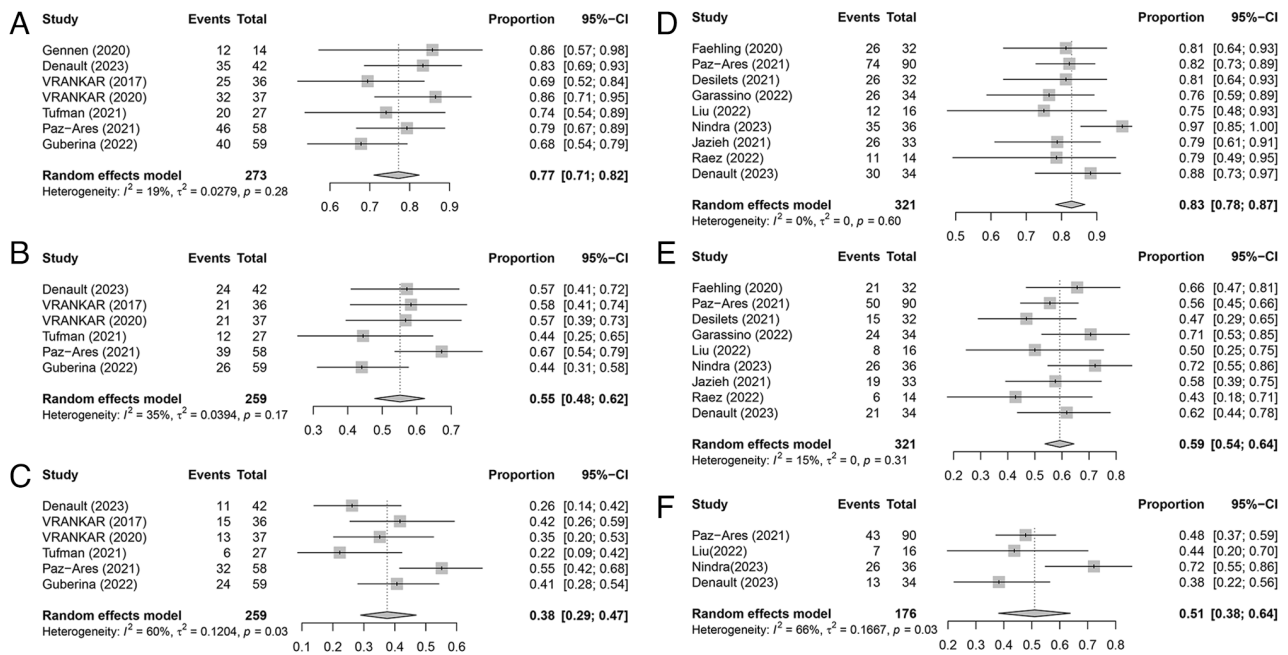 A
Study Events Total Proportion 95%−CI
Gennen (2020) 12 14 0.86 [0.57; 0.98]
Denault (2023) 35 42 0.83 [0.69; 0.93]
VRANKAR (2017) 25 36 0.69 [0.52; 0.84]
VRANKAR (2020) 32 37 0.86 [0.71; 0.95]
Tufman (2021) 20 27 0.74 [0.54; 0.89]
Paz−Ares (2021) 46 58 0.79 [0.67; 0.89]
Guberina (2022) 40 59 0.68 [0.54; 0.79]
Random effects model 273 0.77 [0.71; 0.82]
Heterogeneity: I² = 19%, τ² = 0.0279, p = 0.28
0.6 0.7 0.8 0.9
B
Study Events Total Proportion 95%−CI
Denault (2023) 24 42 0.57 [0.41; 0.72]
VRANKAR (2017) 21 36 0.58 [0.41; 0.74]
VRANKAR (2020) 21 37 0.57 [0.39; 0.73]
Tufman (2021) 12 27 0.44 [0.25; 0.65]
Paz−Ares (2021) 39 58 0.67 [0.54; 0.79]
Guberina (2022) 26 59 0.44 [0.31; 0.58]
Random effects model 259 0.55 [0.48; 0.62]
Heterogeneity: I² = 35%, τ² = 0.0394, p = 0.17
0.3 0.4 0.5 0.6 0.7
C
Study Events Total Proportion 95%−CI
Denault (2023) 11 42 0.26 [0.14; 0.42]
VRANKAR (2017) 15 36 0.42 [0.26; 0.59]
VRANKAR (2020) 13 37 0.35 [0.20; 0.53]
Tufman (2021) 6 27 0.22 [0.09; 0.42]
Paz−Ares (2021) 32 58 0.55 [0.42; 0.68]
Guberina (2022) 24 59 0.41 [0.28; 0.54]
Random effects model 259 0.38 [0.29; 0.47]
Heterogeneity: I² = 60%, τ² = 0.1204, p = 0.03
0.1 0.2 0.3 0.4 0.5 0.6
D
Study Events Total Proportion 95%−CI
Faehling (2020) 26 32 0.81 [0.64; 0.93]
Paz−Ares (2021) 74 90 0.82 [0.73; 0.89]
Desilets (2021) 26 32 0.81 [0.64; 0.93]
Garassino (2022) 26 34 0.76 [0.59; 0.89]
Liu (2022) 12 16 0.75 [0.48; 0.93]
Nindra (2023) 35 36 0.97 [0.85; 1.00]
Jazieh (2021) 26 33 0.79 [0.61; 0.91]
Raez (2022) 11 14 0.79 [0.49; 0.95]
Denault (2023) 30 34 0.88 [0.73; 0.97]
Random effects model 321 0.83 [0.78; 0.87]
Heterogeneity: I² = 0%, τ² = 0, p = 0.60
0.5 0.6 0.7 0.8 0.9
E
Study Events Total Proportion 95%−CI
Faehling (2020) 21 32 0.66 [0.47; 0.81]
Paz−Ares (2021) 50 90 0.56 [0.45; 0.66]
Desilets (2021) 15 32 0.47 [0.29; 0.65]
Garassino (2022) 24 34 0.71 [0.53; 0.85]
Liu (2022) 8 16 0.50 [0.25; 0.75]
Nindra (2023) 26 36 0.72 [0.55; 0.86]
Jazieh (2021) 19 33 0.58 [0.39; 0.75]
Raez (2022) 6 14 0.43 [0.18; 0.71]
Denault (2023) 21 34 0.62 [0.44; 0.78]
Random effects model 321 0.59 [0.54; 0.64]
Heterogeneity: I² = 15%, τ² = 0, p = 0.31
0.2 0.3 0.4 0.5 0.6 0.7 0.8
F
Study Events Total Proportion 95%−CI
Paz−Ares (2021) 43 90 0.48 [0.37; 0.59]
Liu(2022) 7 16 0.44 [0.20; 0.70]
Nindra(2023) 26 36 0.72 [0.55; 0.86]
Denault (2023) 13 34 0.38 [0.22; 0.56]
Random effects model 176 0.51 [0.38; 0.64]
Heterogeneity: I² = 66%, τ² = 0.1667, p = 0.03
0.2 0.3 0.4 0.5 0.6 0.7 0.8